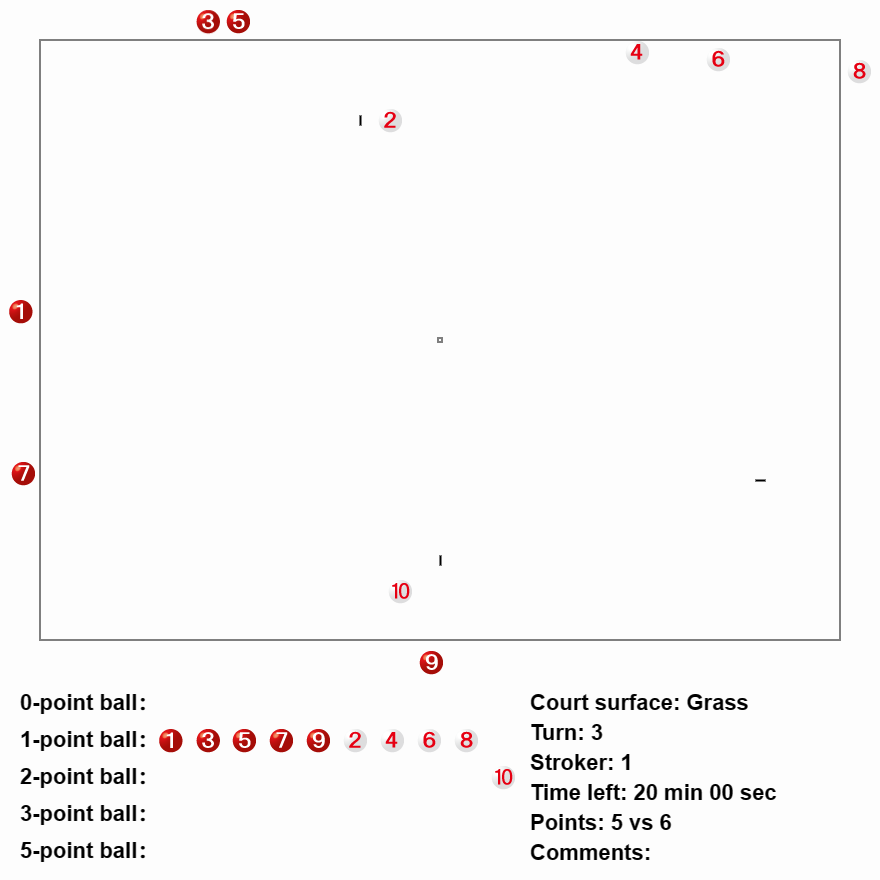 3 5
4 6 8
2
1
7
10
9
0-point ball:
1-point ball: 1 3 5 7 9 2 4 6 8
2-point ball: 10
3-point ball:
5-point ball:
Court surface: Grass
Turn: 3
Stroker: 1
Time left: 20 min 00 sec
Points: 5 vs 6
Comments: